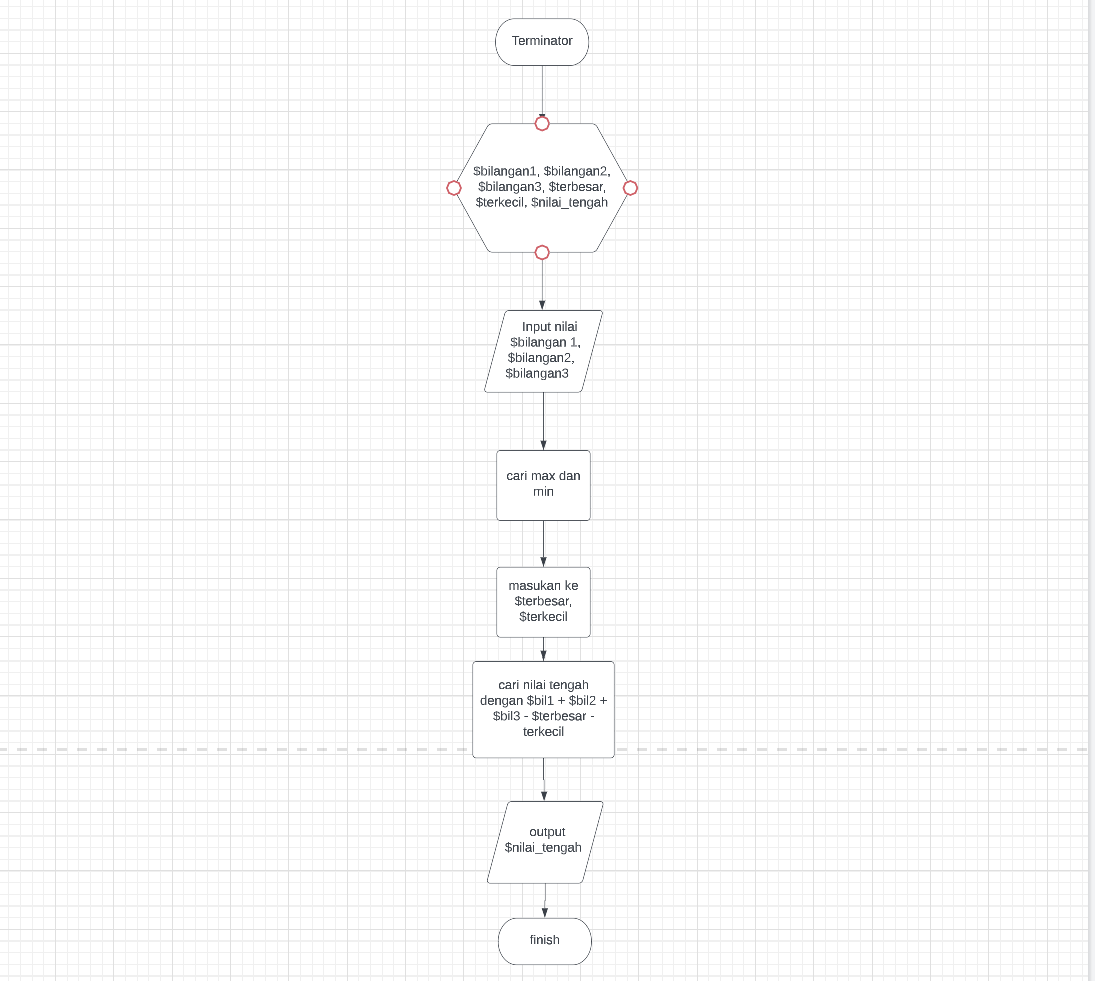 Terminator
$bilangan1, $bilangan2,
$bilangan3, $terbesar,
$terkecil, $nilai_tengah
Input nilai
$bilangan 1,
$bilangan2,
$bilangan3
cari max dan
min
masukan ke
$terbesar,
$terkecil
cari nilai tengah
dengan $bil1 + $bil2 +
$bil3 - $terbesar -
terkecil
output
$nilai_tengah
finish